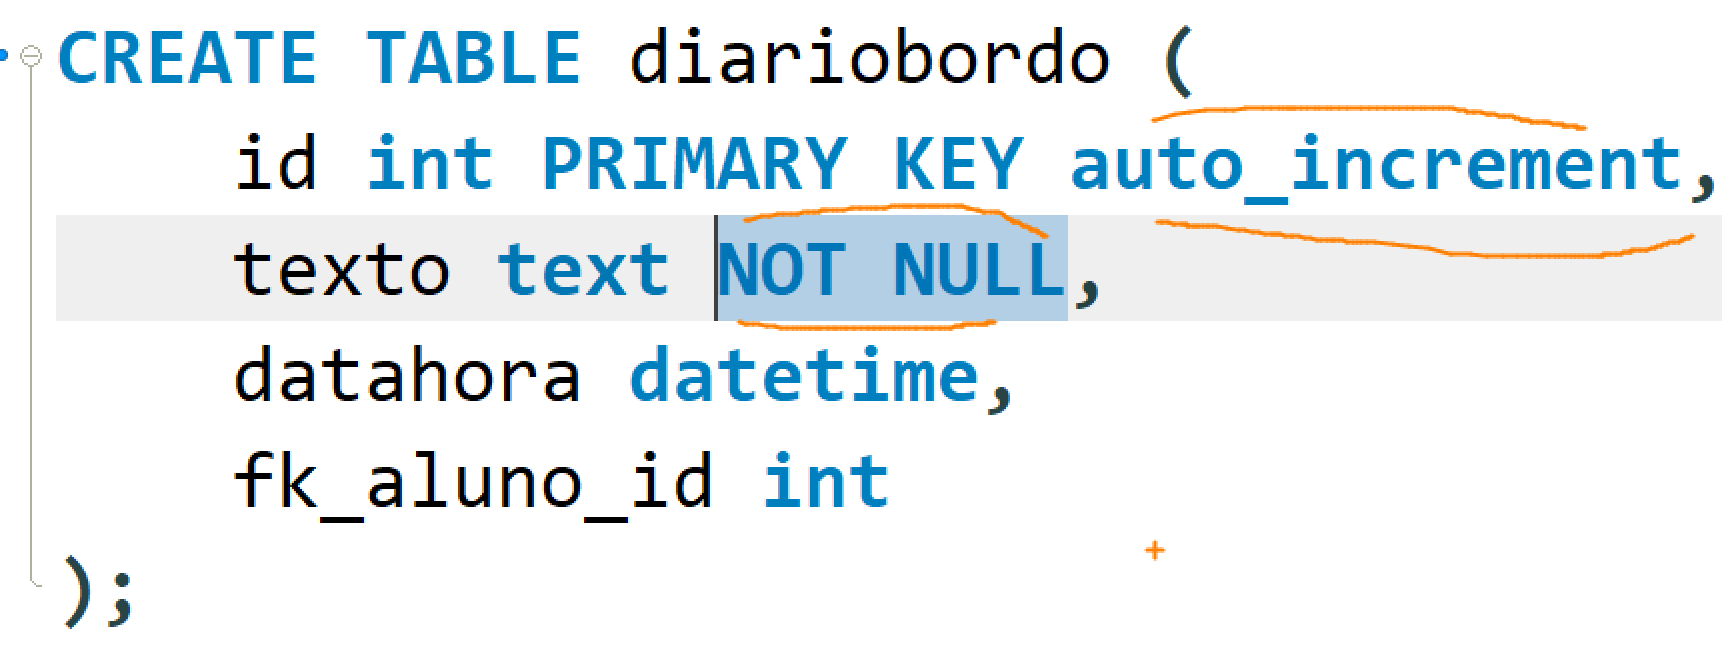 CREATE TABLE diariobordo (
id int PRIMARY KEY auto_increment,
texto text NOT NULL,
datahora datetime,
fk_aluno_id int
);